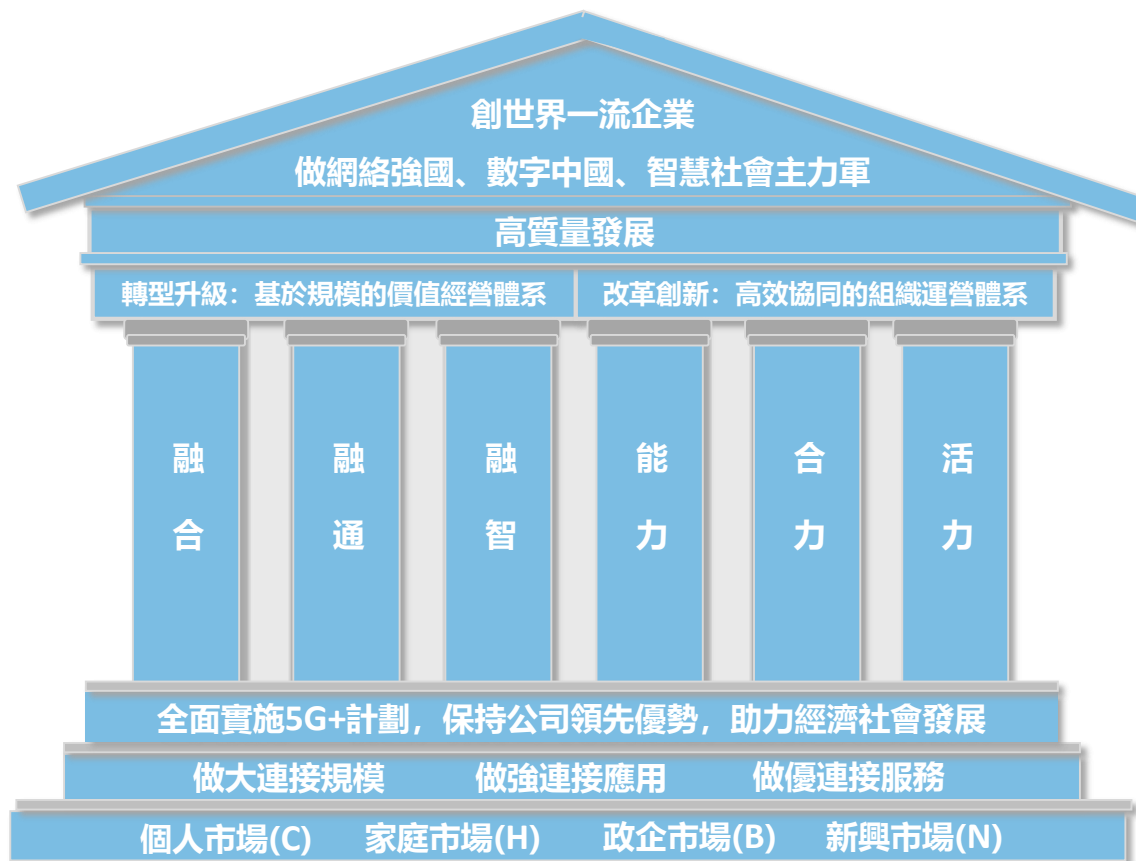 創世界一流企業
做網絡強國、數字中國、智慧社會主力軍
高質量發展
轉型升級：基於規模的價值經營體系
改革創新：高效協同的組織運營體系
融合
融通
融智
能力
合力
活力
全面實施5G+計劃，保持公司領先優勢，助力經濟社會發展
做大連接規模 做強連接應用 做優連接服務
個人市場(C) 家庭市場(H) 政企市場(B) 新興市場(N)